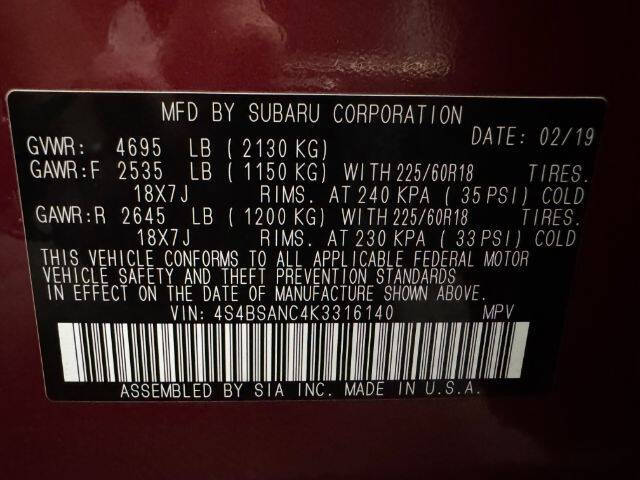 MFD BY SUBARU CORPORATION
DATE: 02/19
GVWR: 4695 LB ( 2130 KG)
GAWR:F 2535 LB ( 1150 KG) WITH 225/60R18 TIRES.
18X7J RIMS. AT 240 KPA ( 35 PSI) COLD
GAWR:R 2645 LB ( 1200 KG) WITH 225/60R18 TIRES.
18X7J RIMS. AT 230 KPA ( 33 PSI) COLD
THIS VEHICLE CONFORMS TO ALL APPLICABLE FEDERAL MOTOR
VEHICLE SAFETY AND THEFT PREVENTION STANDARDS
IN EFFECT ON THE DATE OF MANUFACTURE SHOWN ABOVE.
VIN: 4S4BSANC4K3316140 MPV
ASSEMBLED BY SIA INC. MADE IN U.S.A.